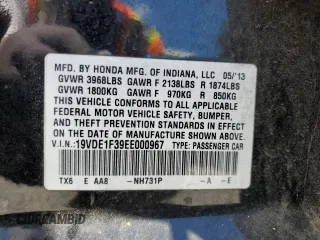 MFD. BY HONDA MFG. OF INDIANA, LLC 05/'13
GVWR 3968LBS GAWR F 2138LBS R 1874LBS
GVWR 1800KG GAWR F 970KG R 850KG
THIS VEHICLE CONFORMS TO ALL APPLICABLE
FEDERAL MOTOR VEHICLE SAFETY, BUMPER,
AND THEFT PREVENTION STANDARDS IN EFFECT
ON THE DATE OF MANUFACTURE SHOWN ABOVE.
V.I.N.:19VDE1F39EE000967 TYPE: PASSENGER CAR
TX6 E AA8 -NH731P -A -E